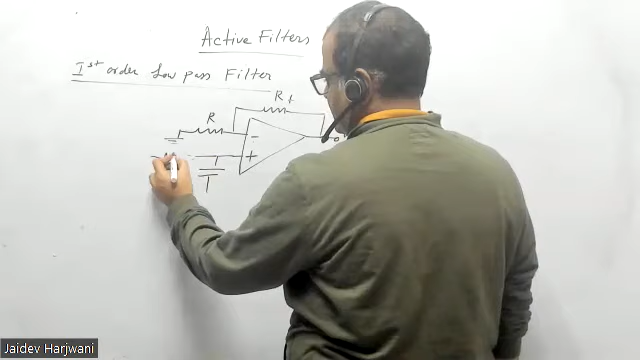 Active Filters
Ist order Low pass Filter
Rf
R
-
+
Jaidev Harjwani